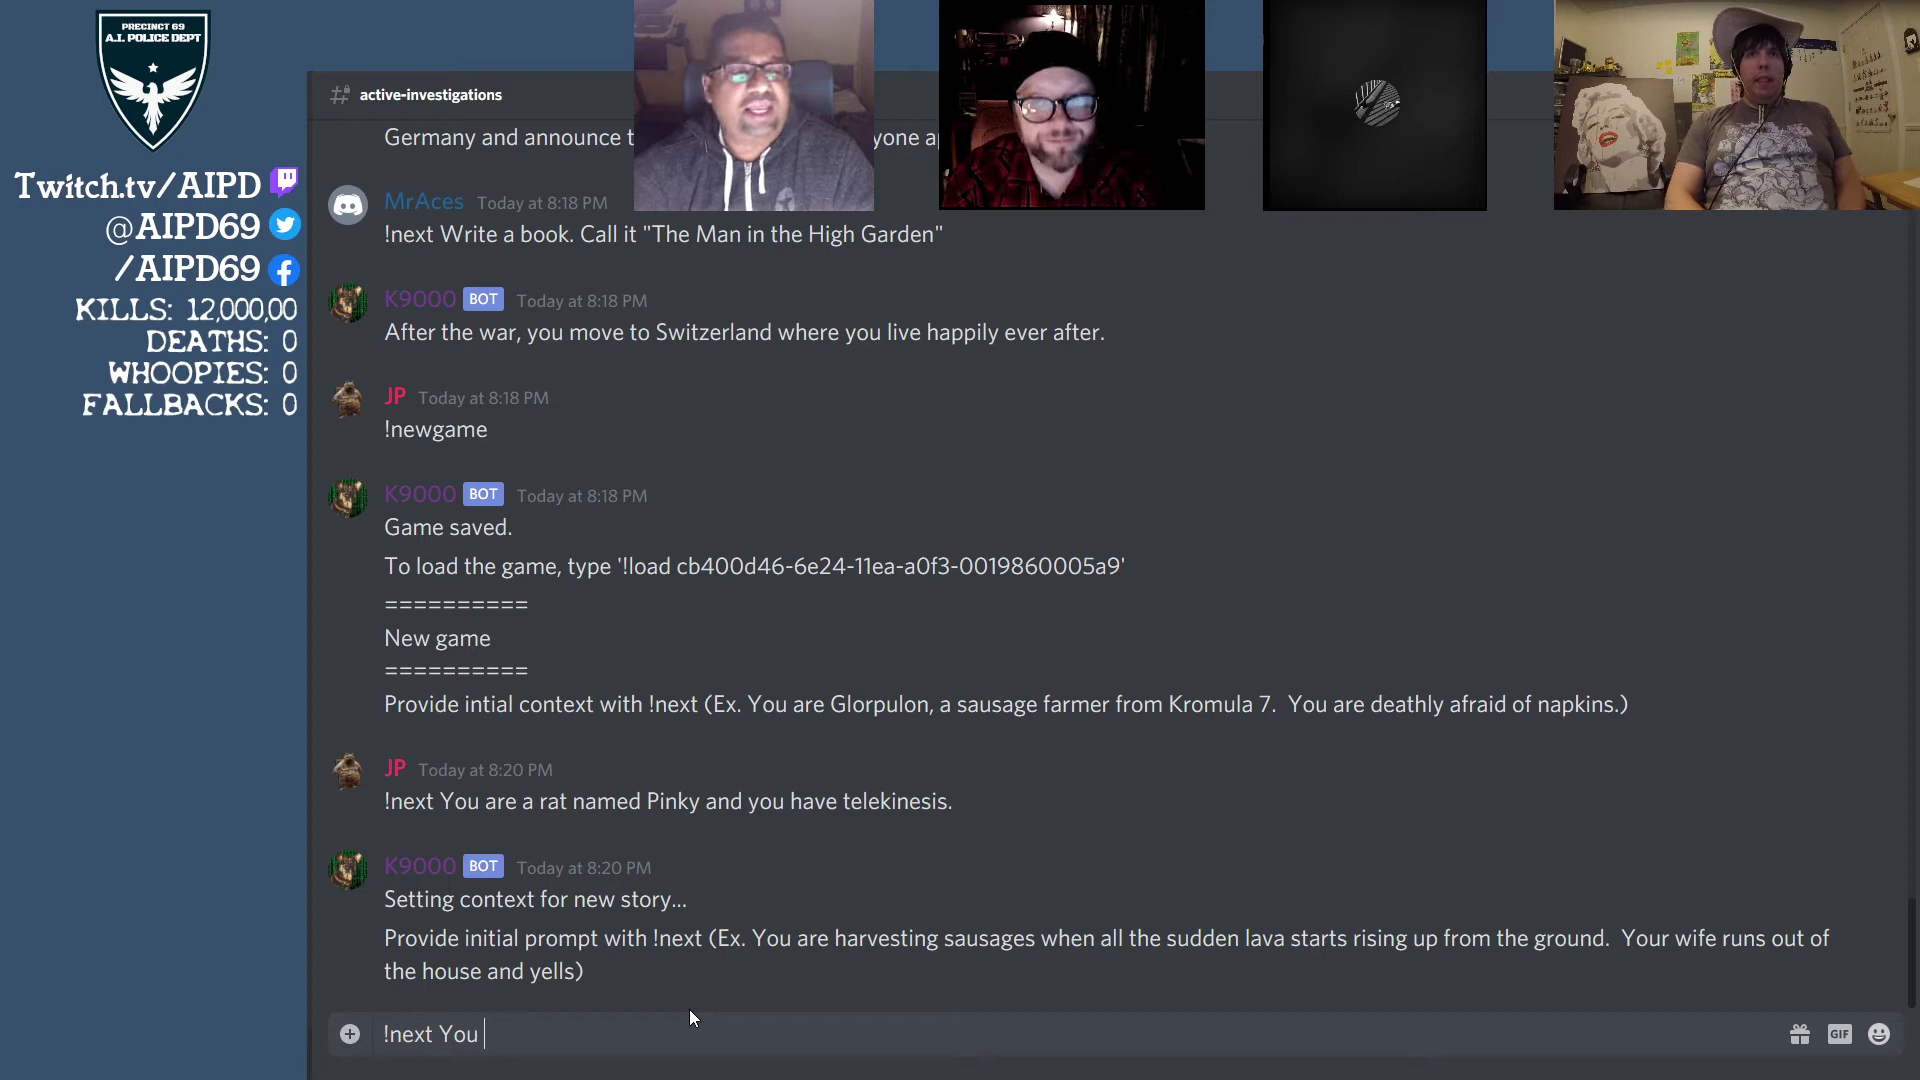 PRECINCT 69
A.I. POLICE DEPT
Twitch.tv/AIPD
@AIPD69
/AIPD69
KILLS: 12,000,00
DEATHS: 0
WHOOPIES: 0
FALLBACKS: 0
active-investigations
Germany and announce t
yone a
MrAces Today at 8:18 PM
!next Write a book. Call it "The Man in the High Garden"
K9000 BOT Today at 8:18 PM
After the war, you move to Switzerland where you live happily ever after.
JP Today at 8:18 PM
!newgame
K9000 BOT Today at 8:18 PM
Game saved.
To load the game, type '!load cb400d46-6e24-11ea-a0f3-0019860005a9'
==========
New game
==========
Provide intial context with !next (Ex. You are Glorpulon, a sausage farmer from Kromula 7. You are deathly afraid of napkins.)
JP Today at 8:20 PM
!next You are a rat named Pinky and you have telekinesis.
K9000 BOT Today at 8:20 PM
Setting context for new story...
Provide initial prompt with !next (Ex. You are harvesting sausages when all the sudden lava starts rising up from the ground. Your wife runs out of
the house and yells)
!next You
GIF